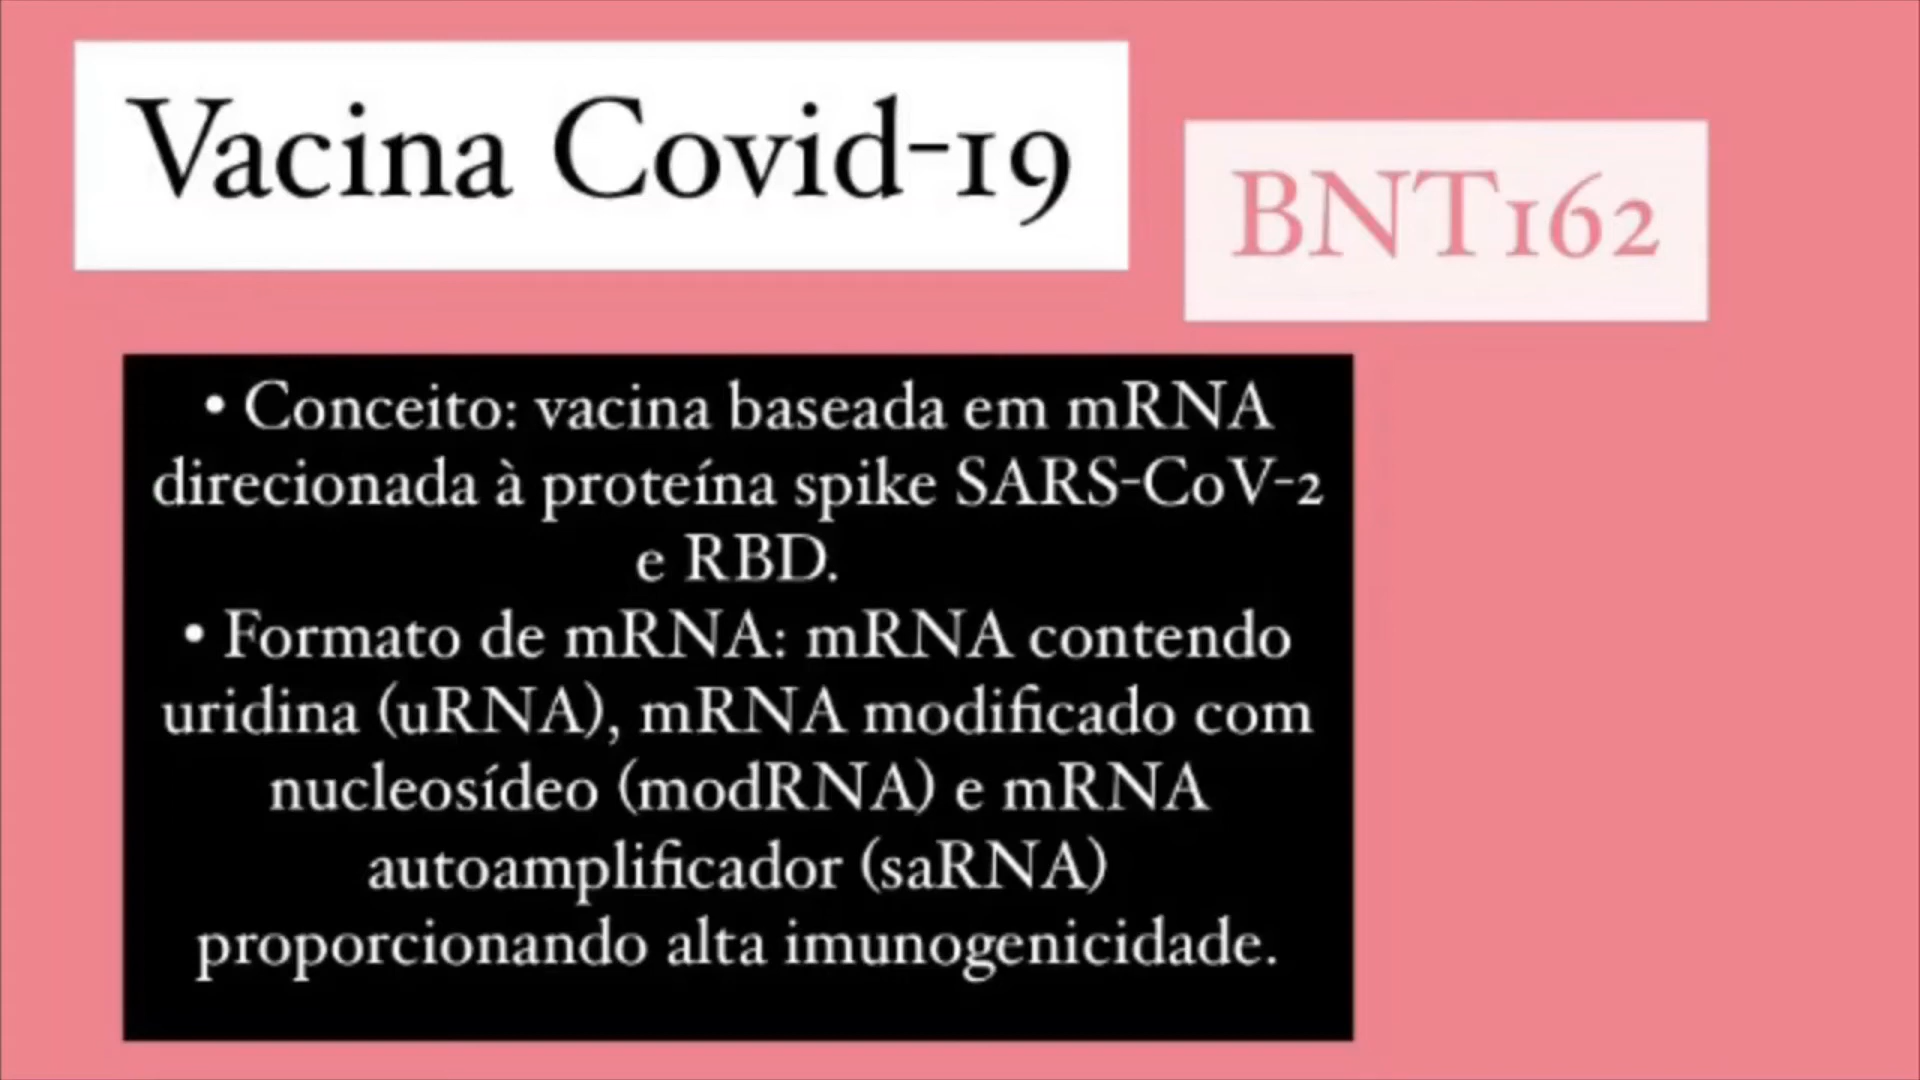 Vacina Covid-19
BNT162
• Conceito: vacina baseada em mRNA
direcionada à proteína spike SARS-CoV-2
e RBD.
• Formato de mRNA: mRNA contendo
uridina (uRNA), mRNA modificado com
nucleosídeo (modRNA) e mRNA
autoamplificador (saRNA)
proporcionando alta imunogenicidade.